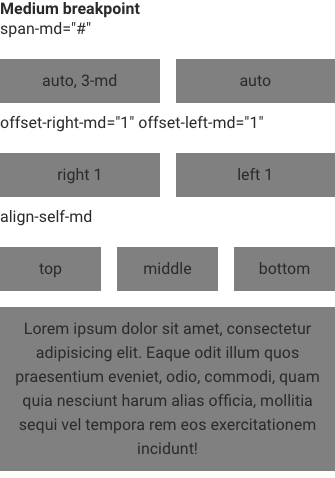 Medium breakpoint
span-md="#"
auto, 3-md
auto
offset-right-md="1" offset-left-md="1"
right 1
left 1
align-self-md
top
middle
bottom
Lorem ipsum dolor sit amet, consectetur
adipisicing elit. Eaque odit illum quos
praesentium eveniet, odio, commodi, quam
quia nesciunt harum alias officia, mollitia
sequi vel tempora rem eos exercitationem
incidunt!